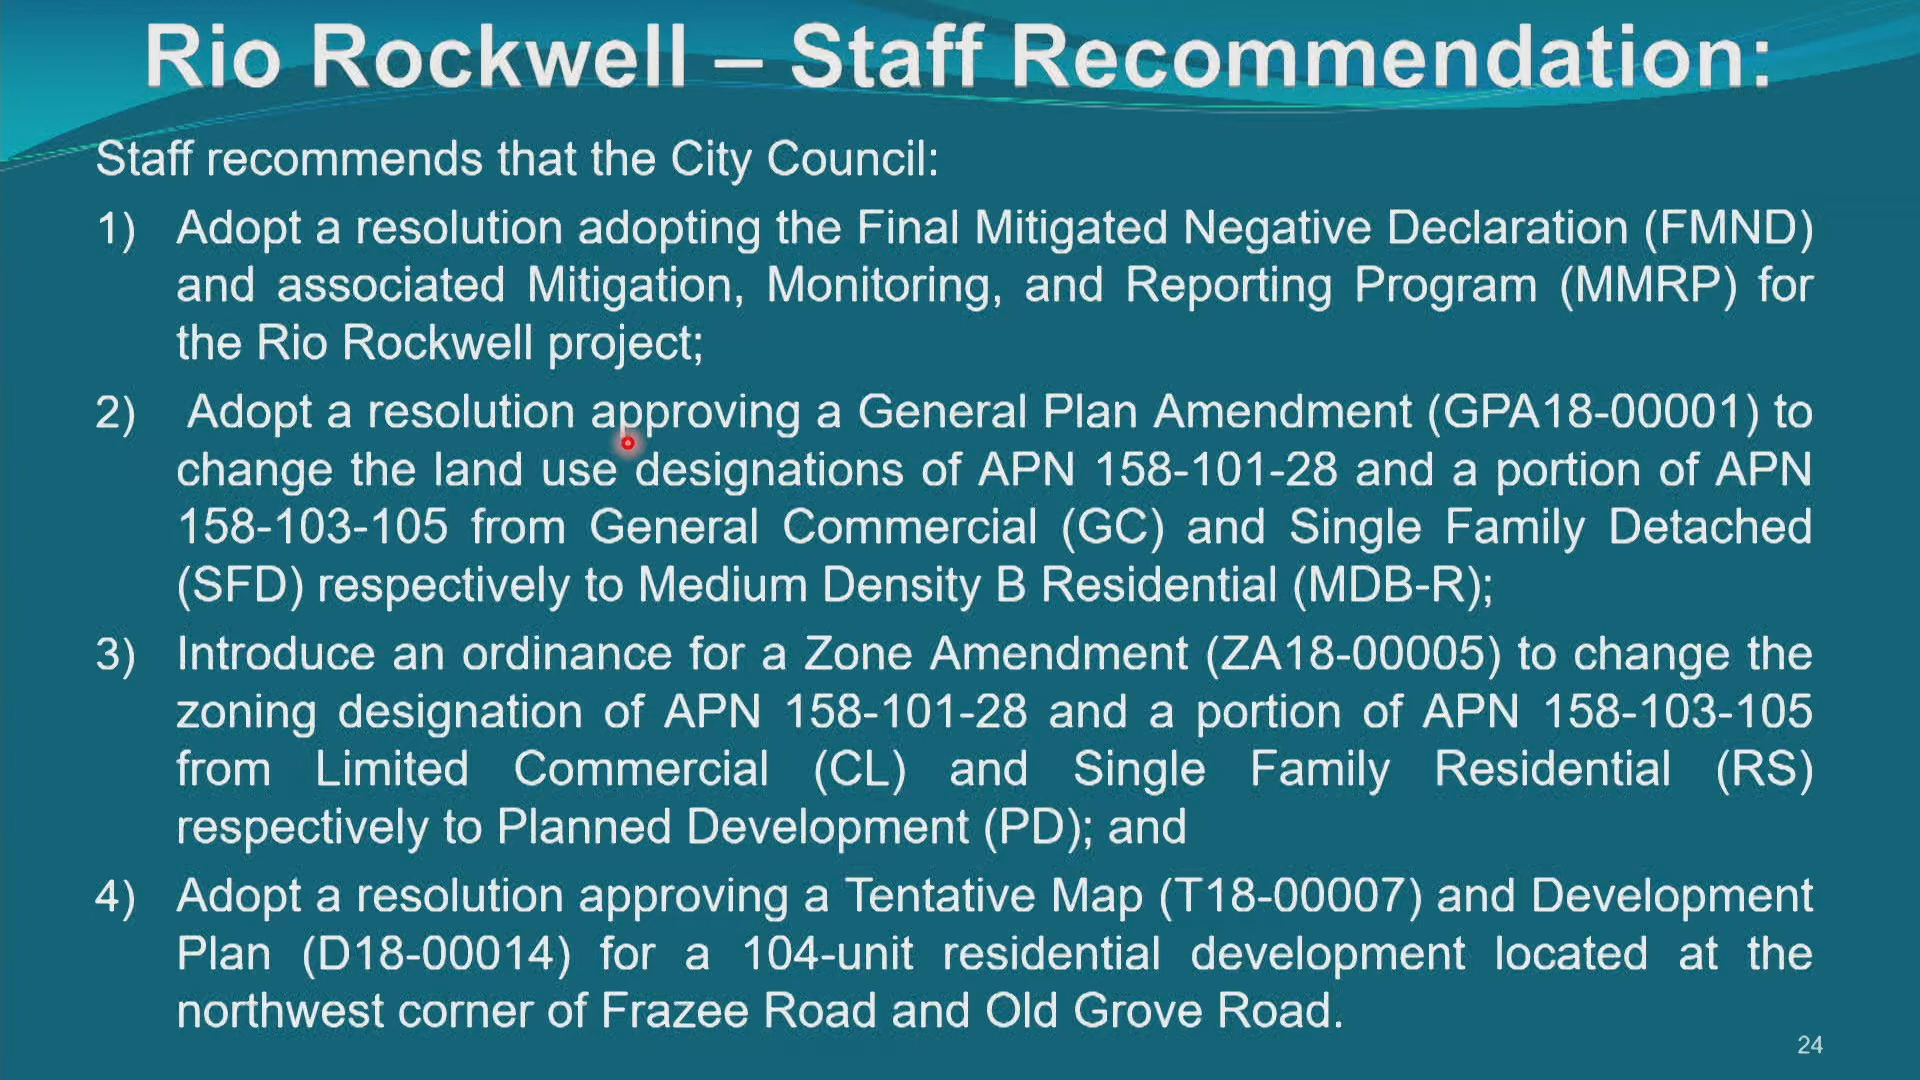 Rio Rockwell – Staff Recommendation:
Staff recommends that the City Council:
1) Adopt a resolution adopting the Final Mitigated Negative Declaration (FMND)
and associated Mitigation, Monitoring, and Reporting Program (MMRP) for
the Rio Rockwell project;
2) Adopt a resolution approving a General Plan Amendment (GPA18-00001) to
change the land use designations of APN 158-101-28 and a portion of APN
158-103-105 from General Commercial (GC) and Single Family Detached
(SFD) respectively to Medium Density B Residential (MDB-R);
3) Introduce an ordinance for a Zone Amendment (ZA18-00005) to change the
zoning designation of APN 158-101-28 and a portion of APN 158-103-105
from Limited Commercial (CL) and Single Family Residential (RS)
respectively to Planned Development (PD); and
4) Adopt a resolution approving a Tentative Map (T18-00007) and Development
Plan (D18-00014) for a 104-unit residential development located at the
northwest corner of Frazee Road and Old Grove Road.
24